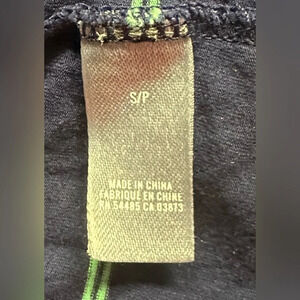 S/P
MADE IN CHINA
FABRIQUÉ EN CHINE
RN 54485 CA 03873